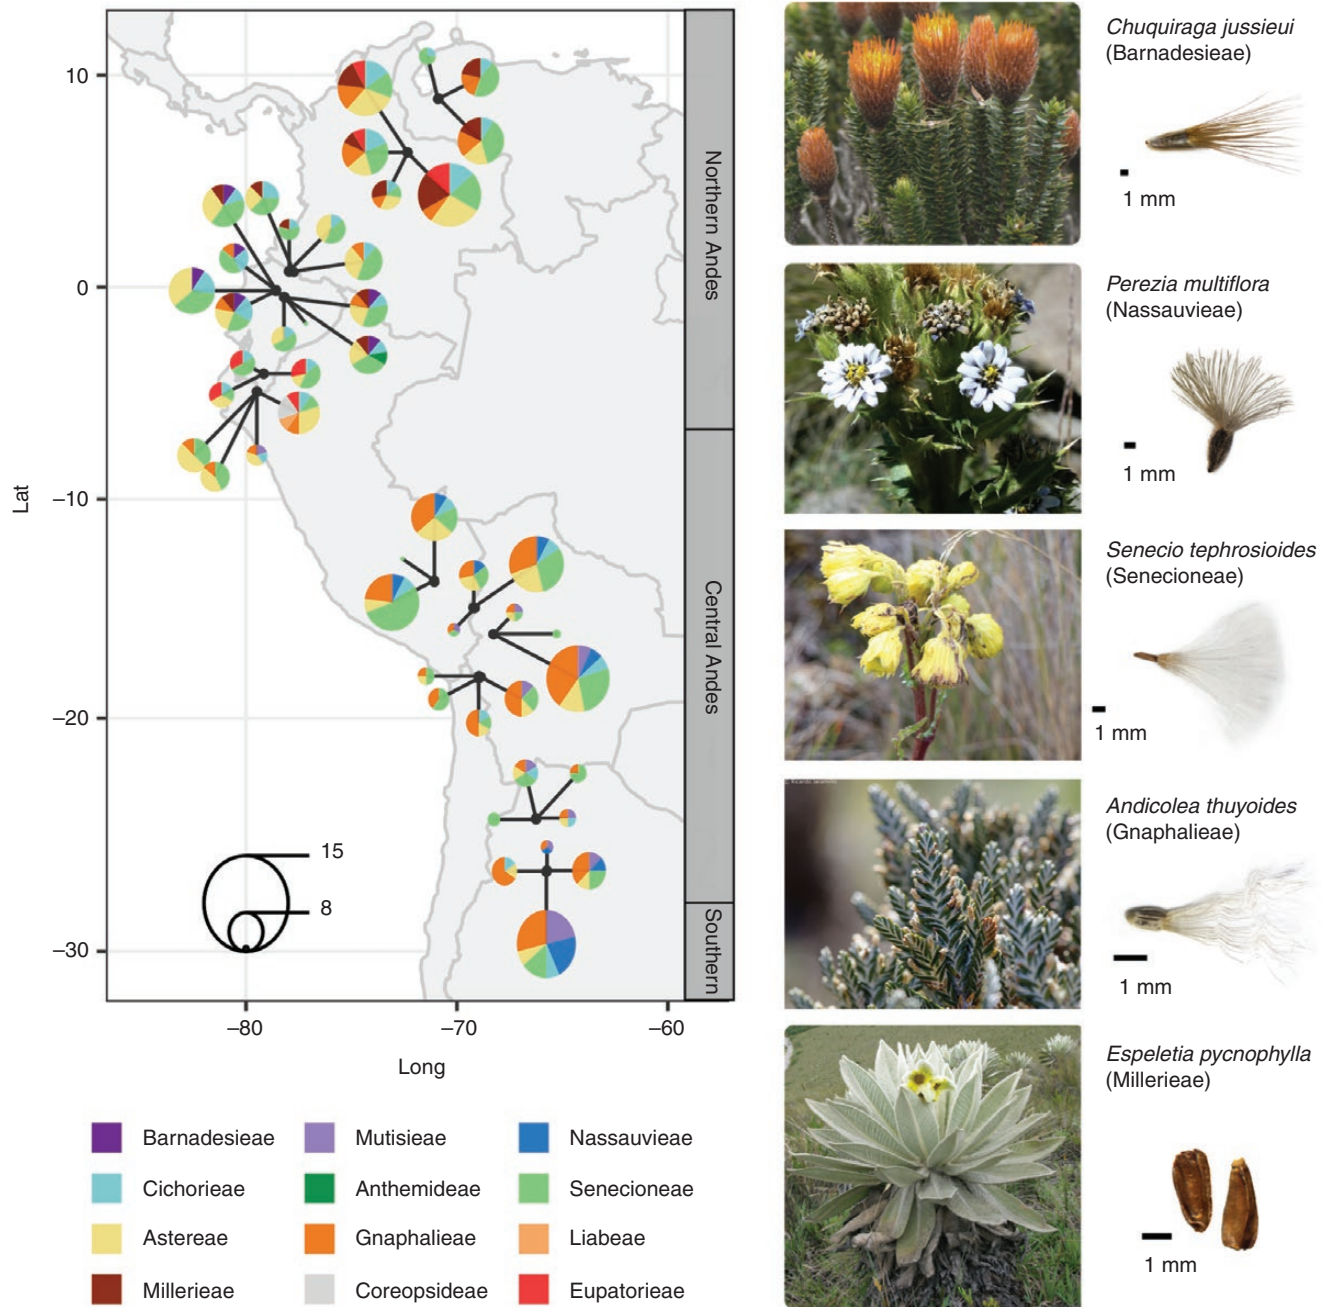 10
0
−10
−20
−30
Lat
−80
−70
−60
Long
Northern Andes
Central Andes
Southern
15
8
Barnadesieae
Mutisieae
Nassauvieae
Cichorieae
Anthemideae
Senecioneae
Astereae
Gnaphalieae
Liabeae
Millerieae
Coreopsideae
Eupatorieae
Chuquiraga jussieui
(Barnadesieae)
1 mm
Perezia multiflora
(Nassauvieae)
1 mm
Senecio tephrosioides
(Senecioneae)
1 mm
Andicolea thuyoides
(Gnaphalieae)
1 mm
Espeletia pycnophylla
(Millerieae)
1 mm